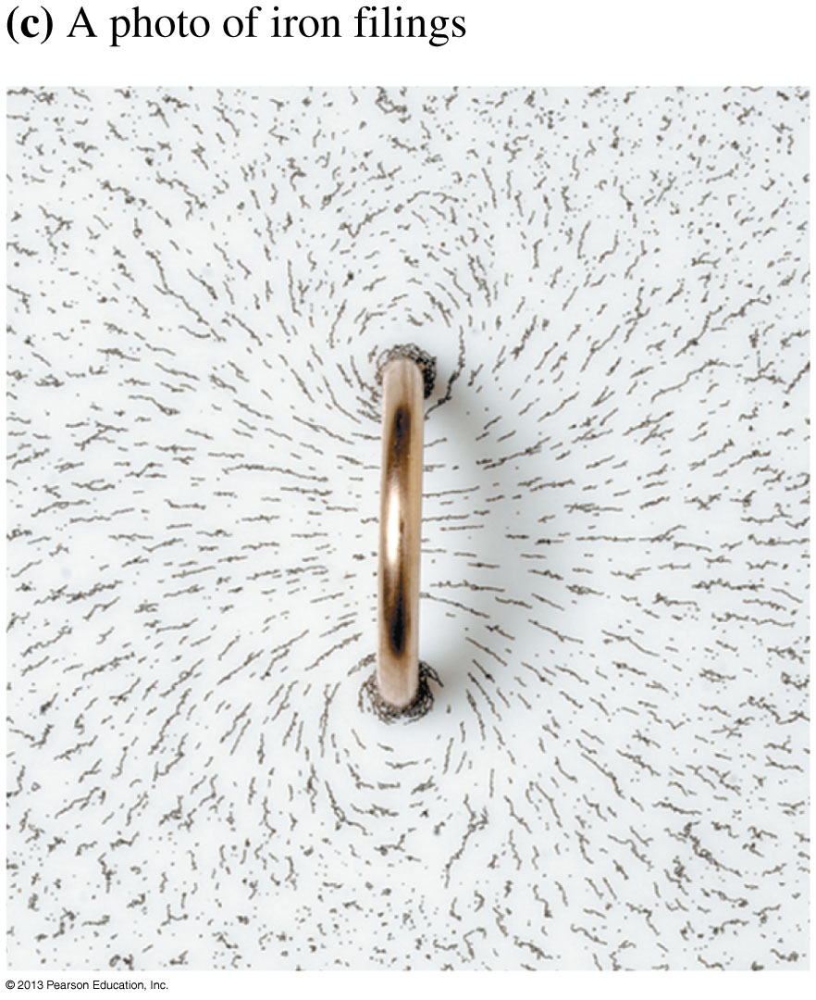 (c) A photo of iron filings
© 2013 Pearson Education, Inc.